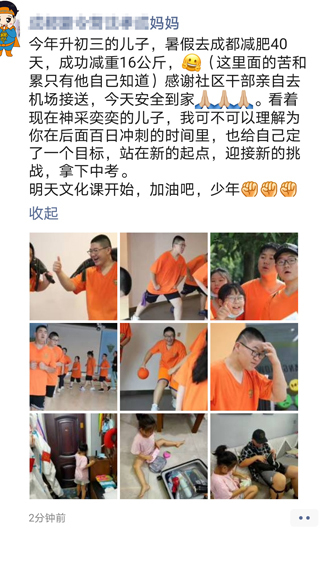 妈妈
今年升初三的儿子，暑假去成都减肥40
天，成功减重16公斤，🤗（这里面的苦和
累只有他自己知道）感谢社区干部亲自去
机场接送，今天安全到家🙏🏼🙏🏼🙏🏼。看着
现在神采奕奕的儿子，我可不可以理解为
你在后面百日冲刺的时间里，也给自己定
了一个目标，站在新的起点，迎接新的挑
战，拿下中考。
明天文化课开始，加油吧，少年✊✊✊
收起
2分钟前